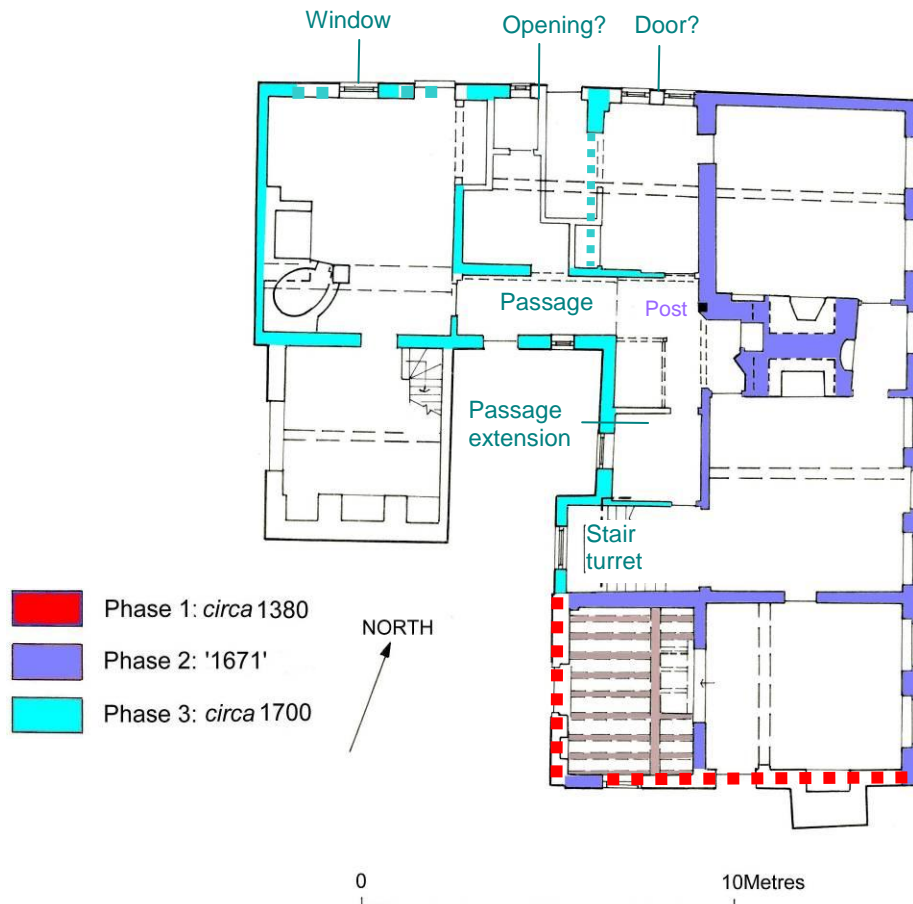 Window
Opening?
Door?
Passage
Post
Passage
extension
Stair
turret
Phase 1: circa 1380
Phase 2: '1671'
Phase 3: circa 1700
NORTH
0
10Metres